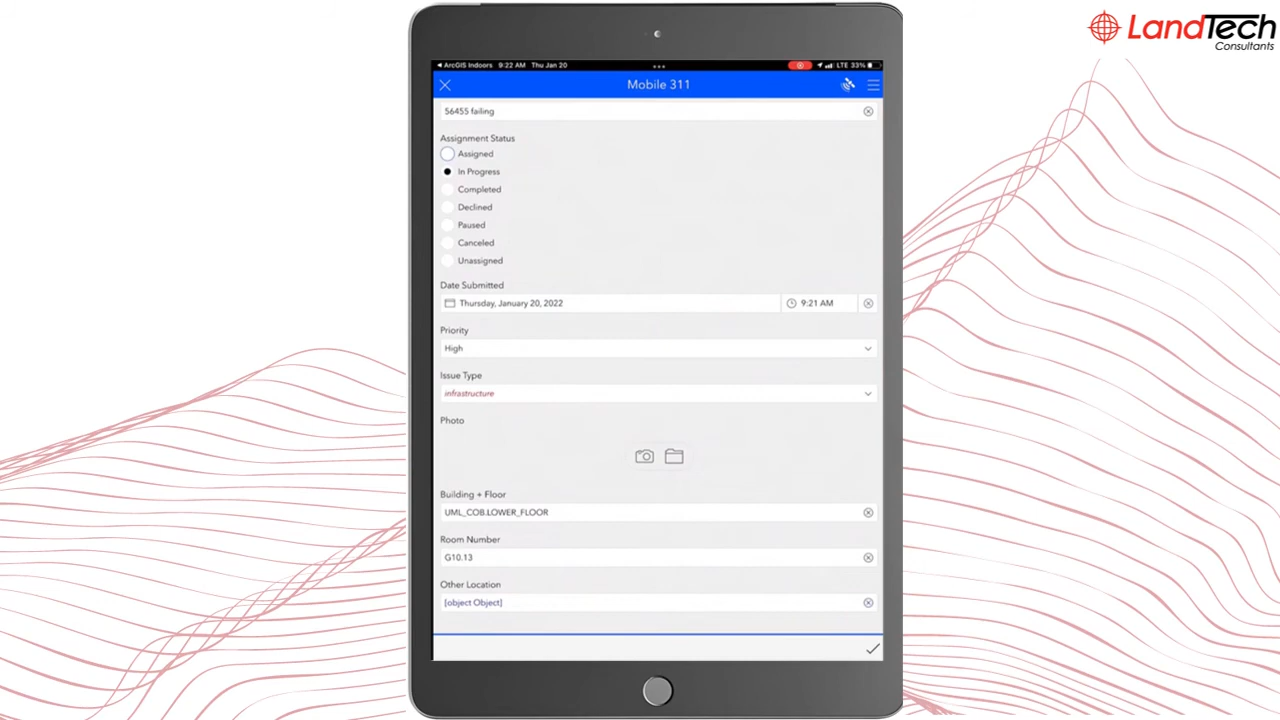 LandTech
Consultants
ArcGIS Indoors 9:22 AM Thu Jan 20
LTE 33%
Mobile 311
56455 failing
Assignment Status
Assigned
In Progress
Completed
Declined
Paused
Canceled
Unassigned
Date Submitted
Thursday, January 20, 2022 9:21 AM
Priority
High
Issue Type
infrastructure
Photo
Building + Floor
UML_COB.LOWER_FLOOR
Room Number
G10.13
Other Location
[object Object]